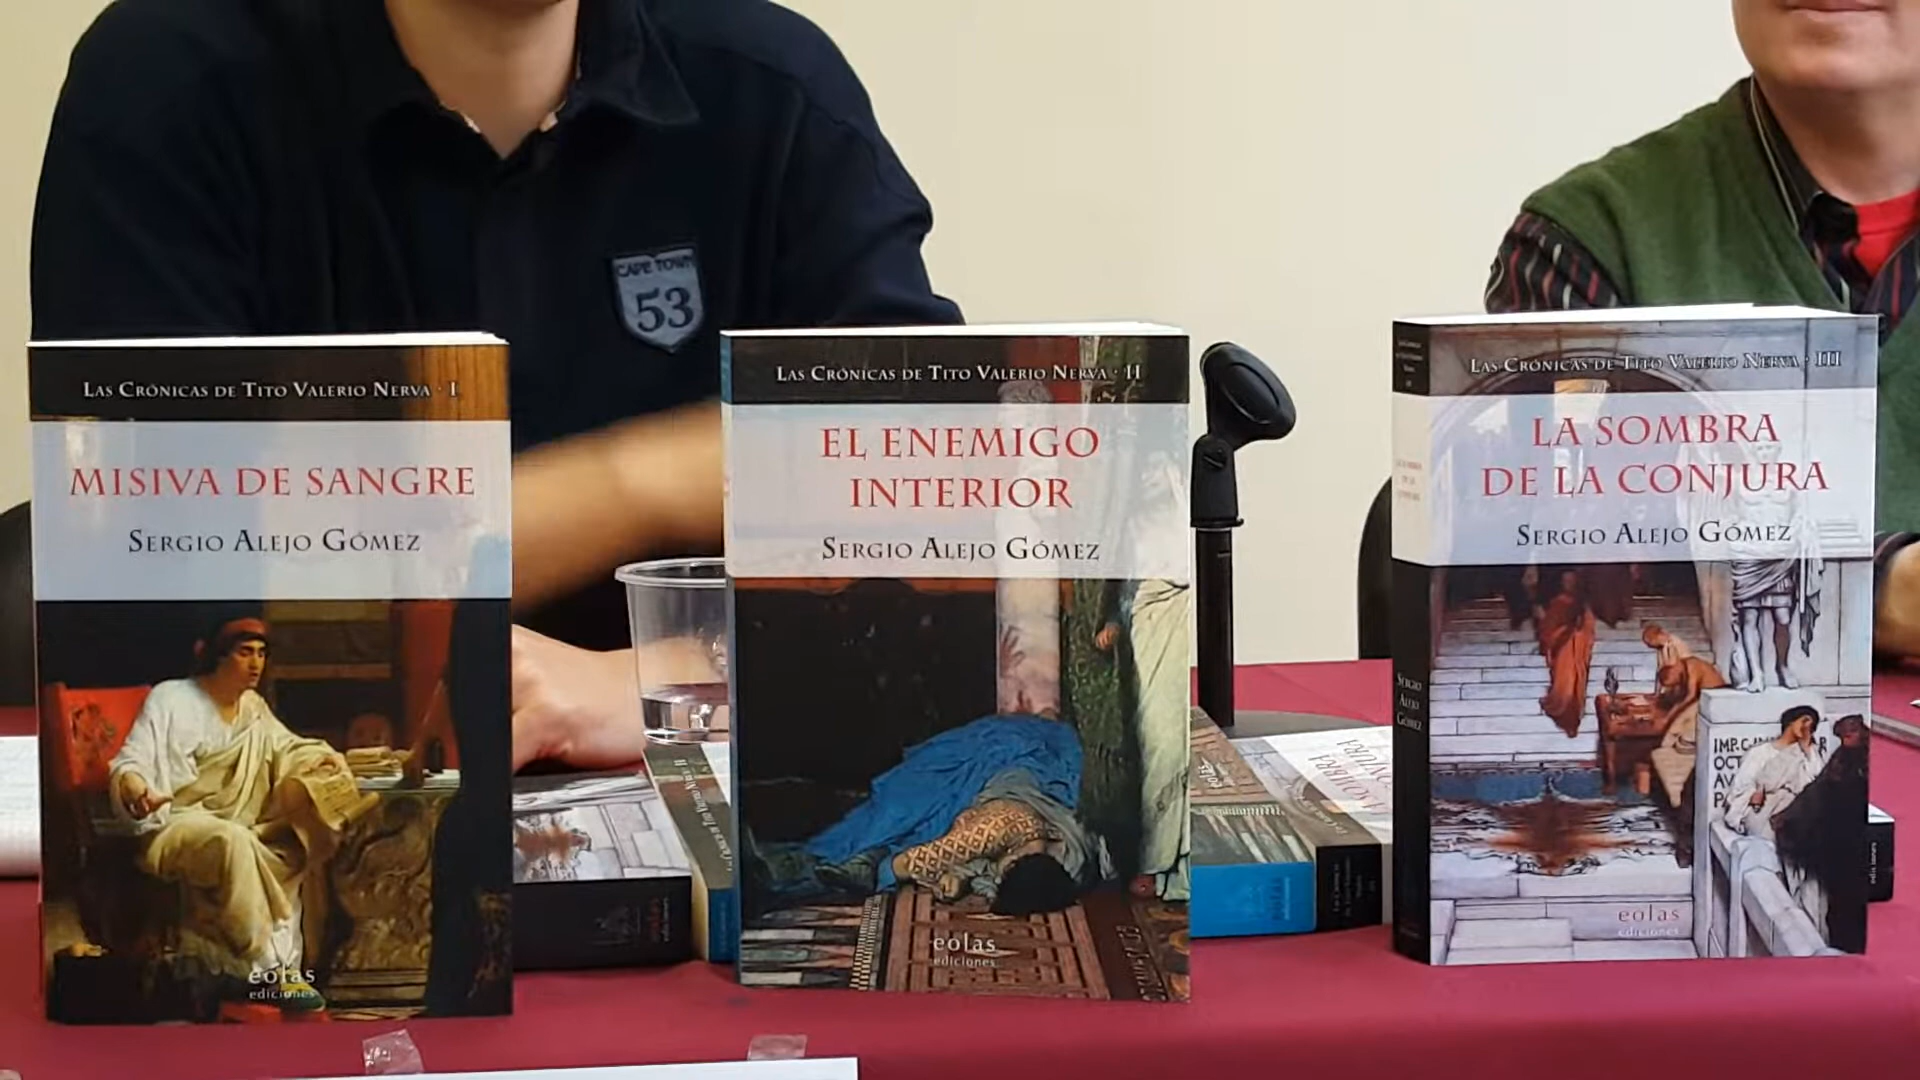 CAPE TOWN
53
LAS CRÓNICAS DE TITO VALERIO NERVA · I
MISIVA DE SANGRE
SERGIO ALEJO GÓMEZ
eolas
ediciones
LAS CRÓNICAS DE TITO VALERIO NERVA · II
EL ENEMIGO
INTERIOR
SERGIO ALEJO GÓMEZ
eolas
ediciones
LAS CRÓNICAS DE TITO VALERIO NERVA · III
LA SOMBRA
DE LA CONJURA
SERGIO ALEJO GÓMEZ
eolas
ediciones
SERGIO
ALEJO
GÓMEZ